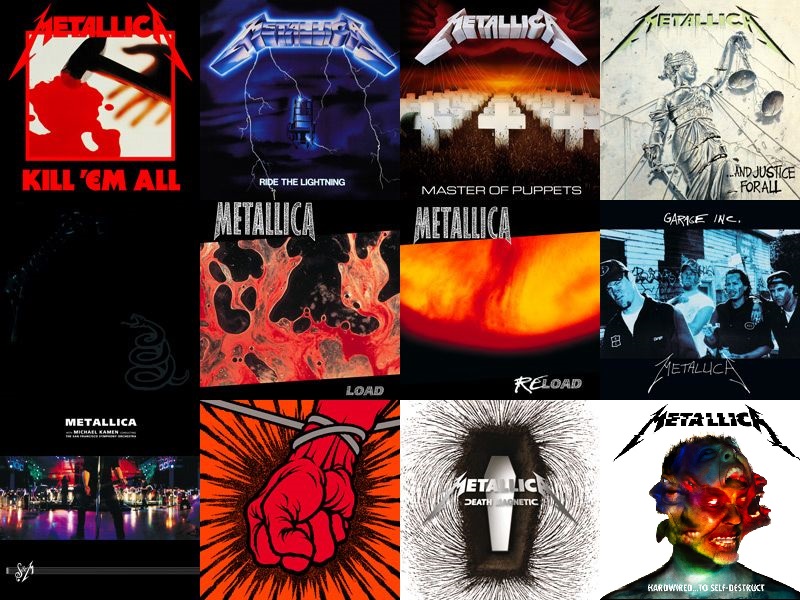 METALLICA
KILL 'EM ALL
METALLICA
RIDE THE LIGHTNING
METALLICA
MASTER OF PUPPETS
METALLICA
...AND JUSTICE
FOR ALL
METALLICA
LOAD
METALLICA
RELOAD
GARAGE INC.
METALLICA
METALLICA
WITH MICHAEL KAMEN CONDUCTING
THE SAN FRANCISCO SYMPHONY ORCHESTRA
S&M
METALLICA
DEATH MAGNETIC
METALLICA
HARDWIRED...TO SELF-DESTRUCT